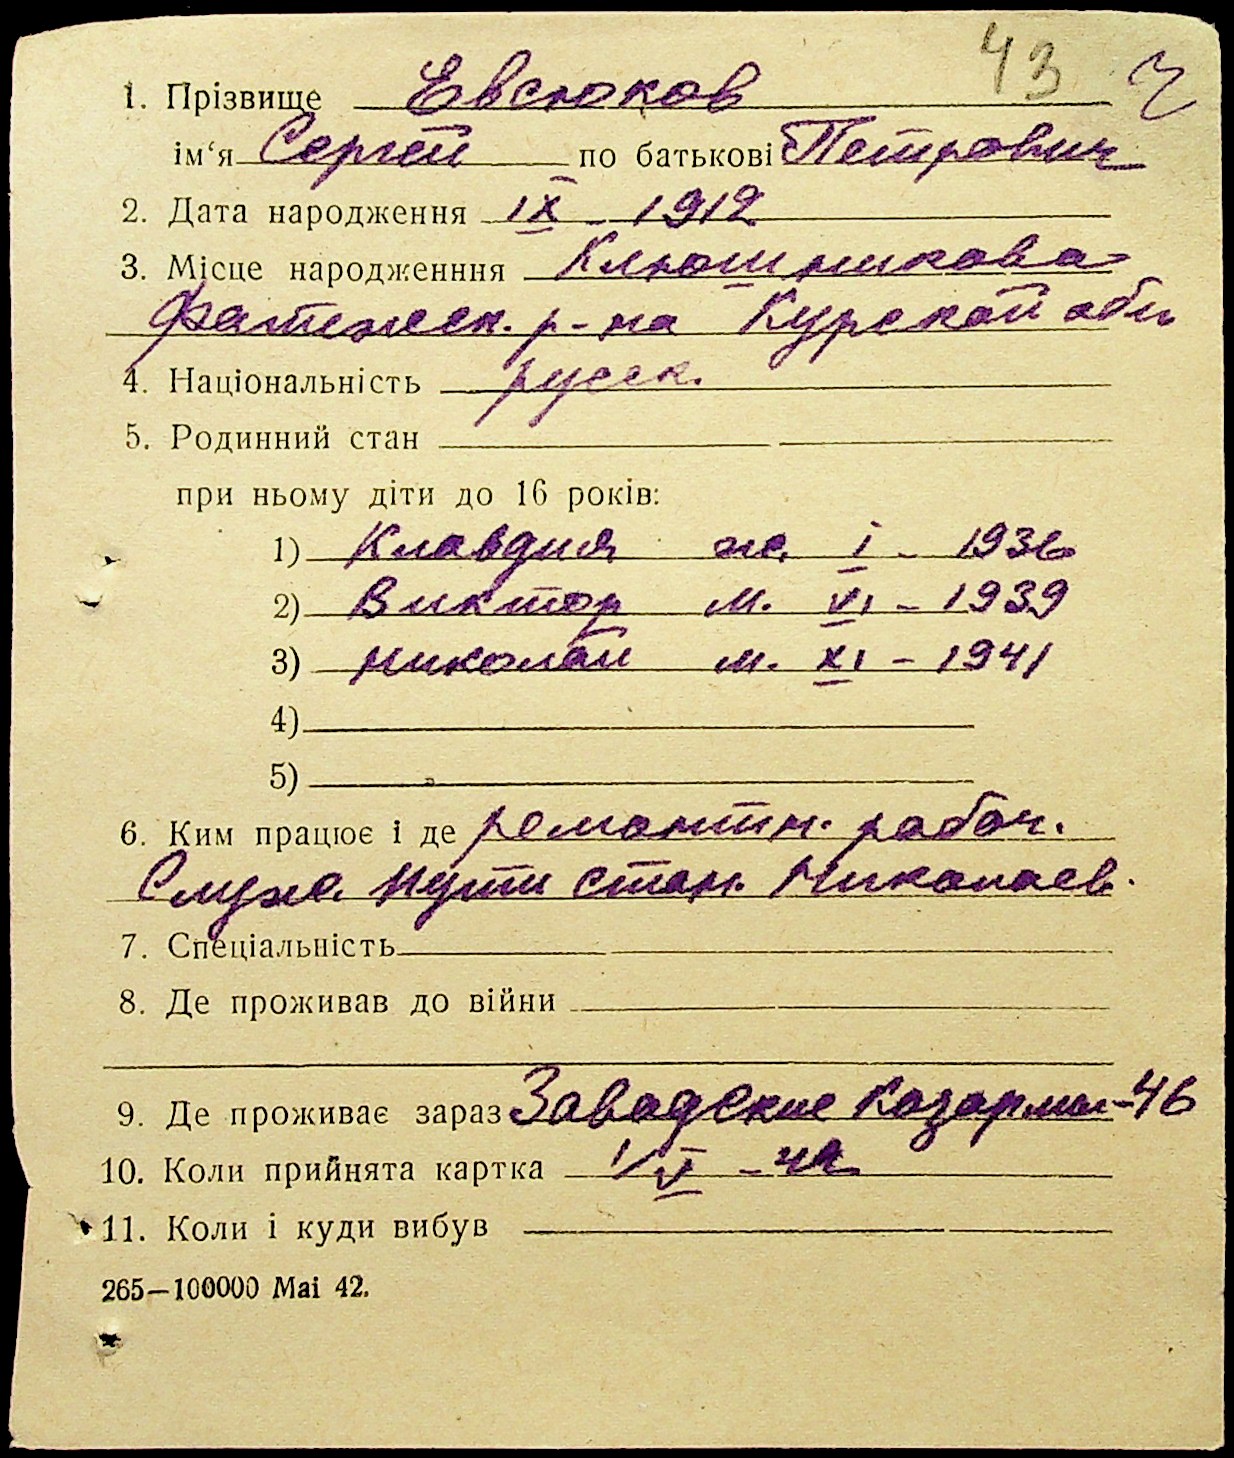 43 ч
1. Прізвище Евсюков
ім‘я Сергей по батькові Петрович
2. Дата народження IX - 1912
3. Місце народженння Клюшникова
Фатежск. р-на Курской обл
4. Національність русск.
5. Родинний стан
при ньому діти до 16 років:
1) Клавдия ж. I - 1936
2) Виктор м. VI - 1939
3) Николай м. XI - 1941
4)
5)
6. Ким працює і де ремонтн. рабоч.
Служ. пути стан. Николаев.
7. Спеціальність
8. Де проживав до війни
9. Де проживає зараз Завадские Казармы-46
10. Коли прийнята картка 1/V - 42
11. Коли і куди вибув
265—100000 Mai 42.